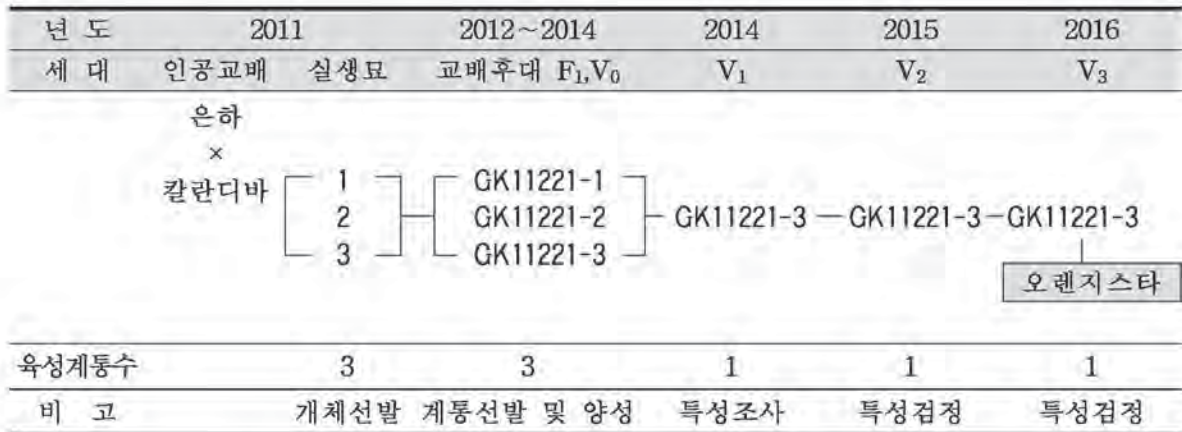 년 도 2011 2012~2014 2014 2015 2016
세 대 인공교배 실생묘 교배후대 F₁,V₀ V₁ V₂ V₃
은하
×
칼란디바 1 GK11221-1
2 GK11221-2 GK11221-3 GK11221-3 GK11221-3
3 GK11221-3
오렌지스타
육성계통수 3 3 1 1 1
비 고 개체선발 계통선발 및 양성 특성조사 특성검정 특성검정